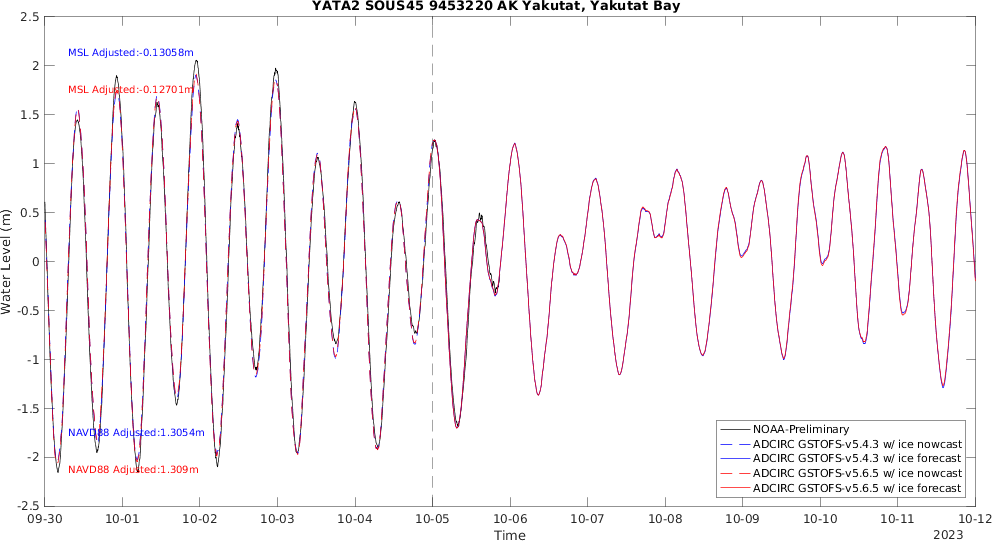 YATA2 SOUS45 9453220 AK Yakutat, Yakutat Bay
2.5
2
1.5
1
0.5
0
-0.5
-1
-1.5
-2
-2.5
Water Level (m)
MSL Adjusted:-0.13058m
MSL Adjusted:-0.12701m
NAVD88 Adjusted:1.3054m
NAVD88 Adjusted:1.309m
NOAA-Preliminary
ADCIRC GSTOFS-v5.4.3 w/ ice nowcast
ADCIRC GSTOFS-v5.4.3 w/ ice forecast
ADCIRC GSTOFS-v5.6.5 w/ ice nowcast
ADCIRC GSTOFS-v5.6.5 w/ ice forecast
09-30 10-01 10-02 10-03 10-04 10-05 10-06 10-07 10-08 10-09 10-10 10-11 10-12
Time
2023